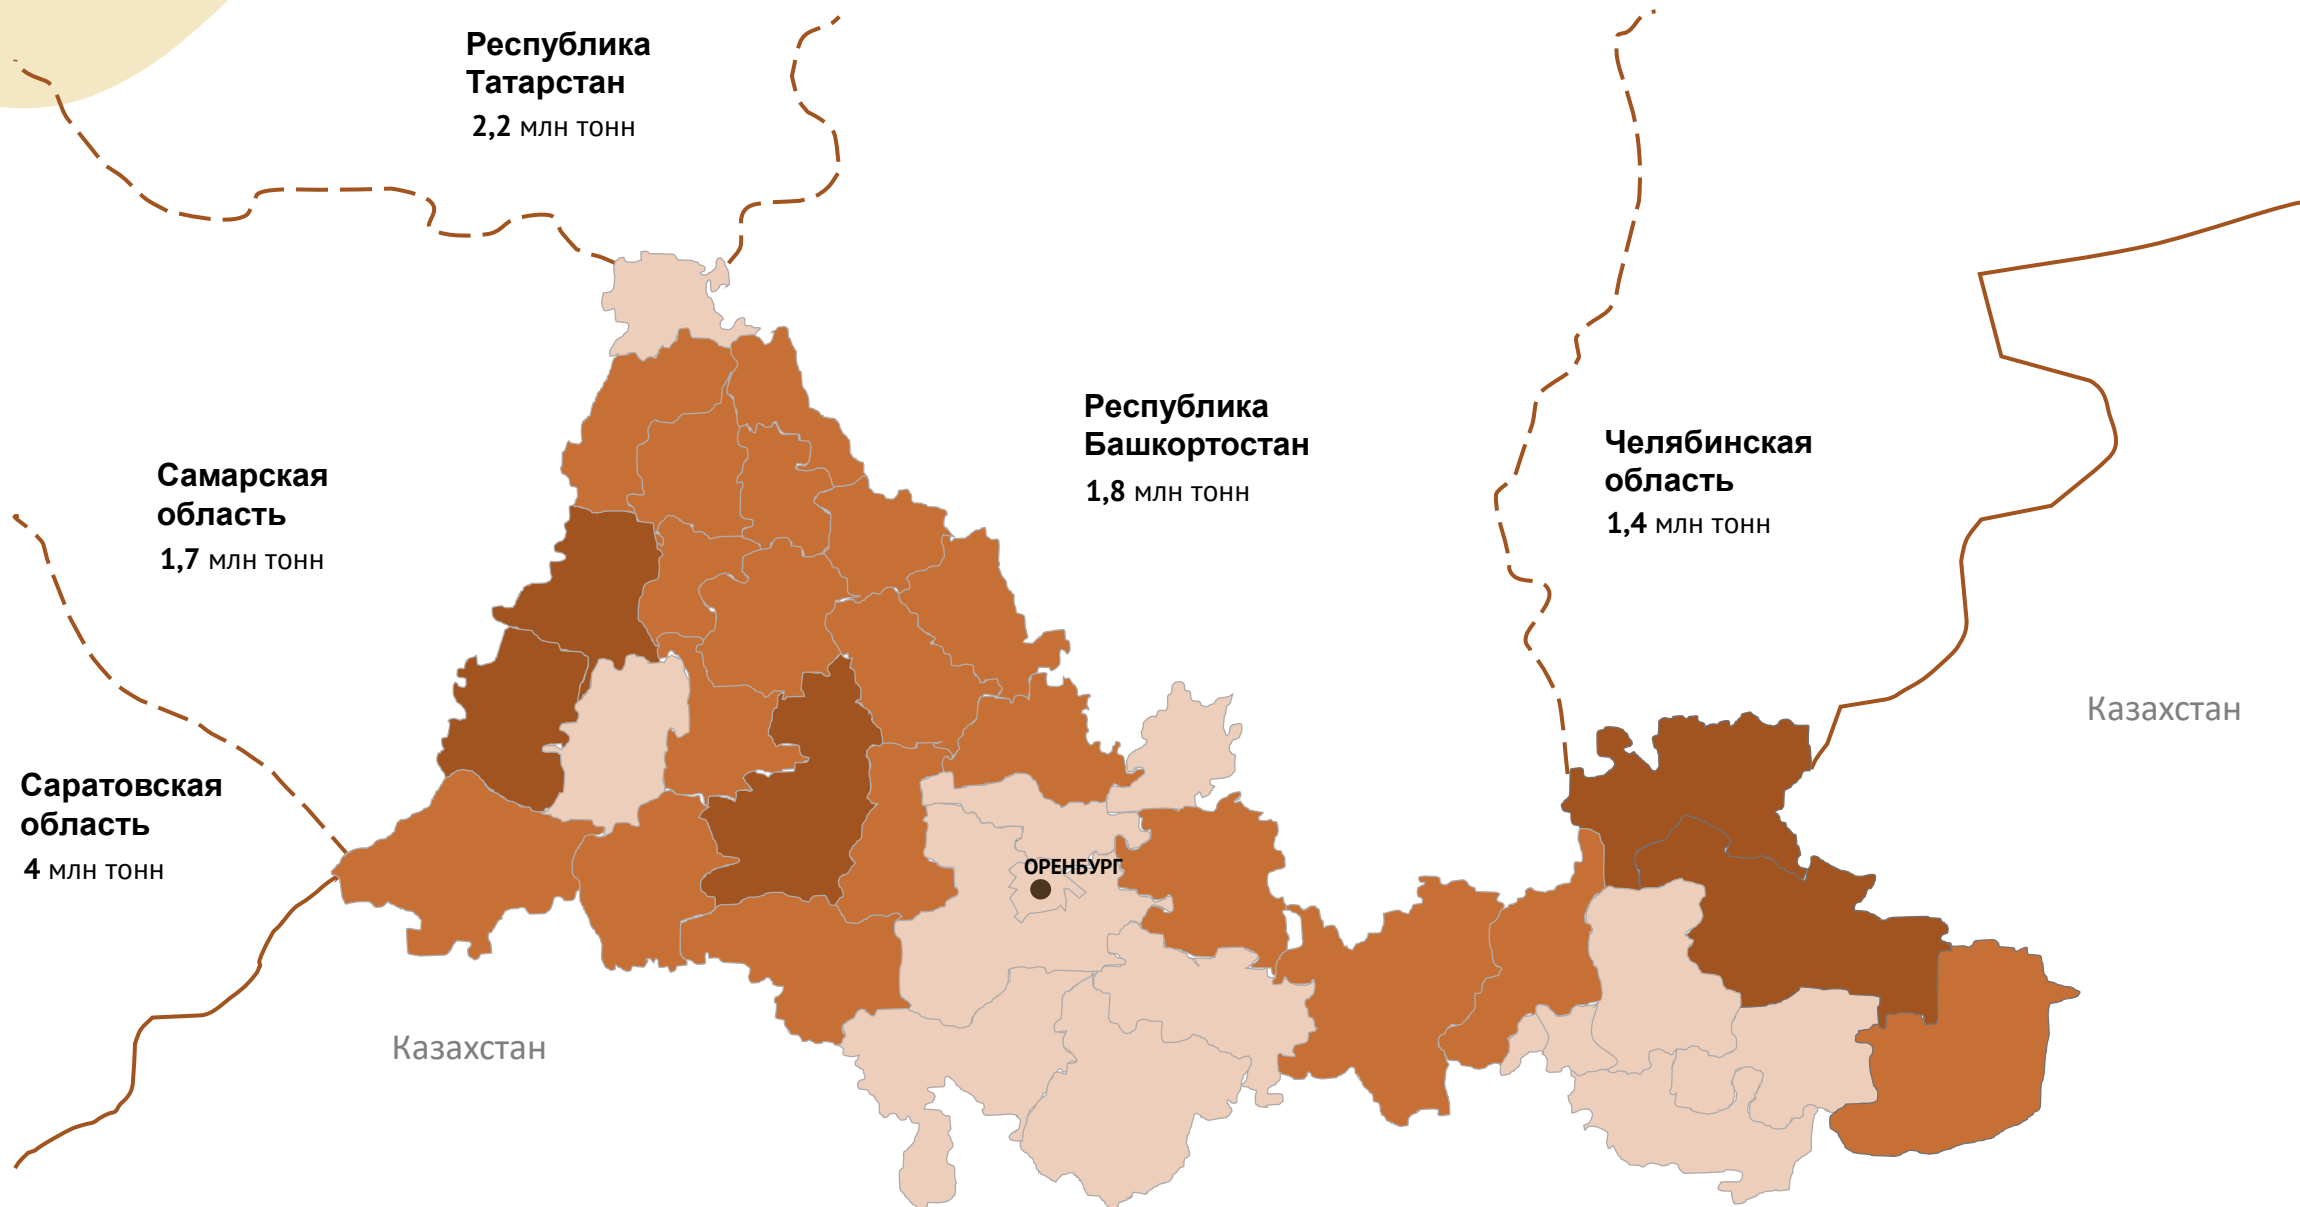 Республика
Татарстан
2,2 млн тонн
Республика
Башкортостан
1,8 млн тонн
Челябинская
область
1,4 млн тонн
Самарская
область
1,7 млн тонн
Казахстан
Саратовская
область
4 млн тонн
ОРЕНБУРГ
Казахстан